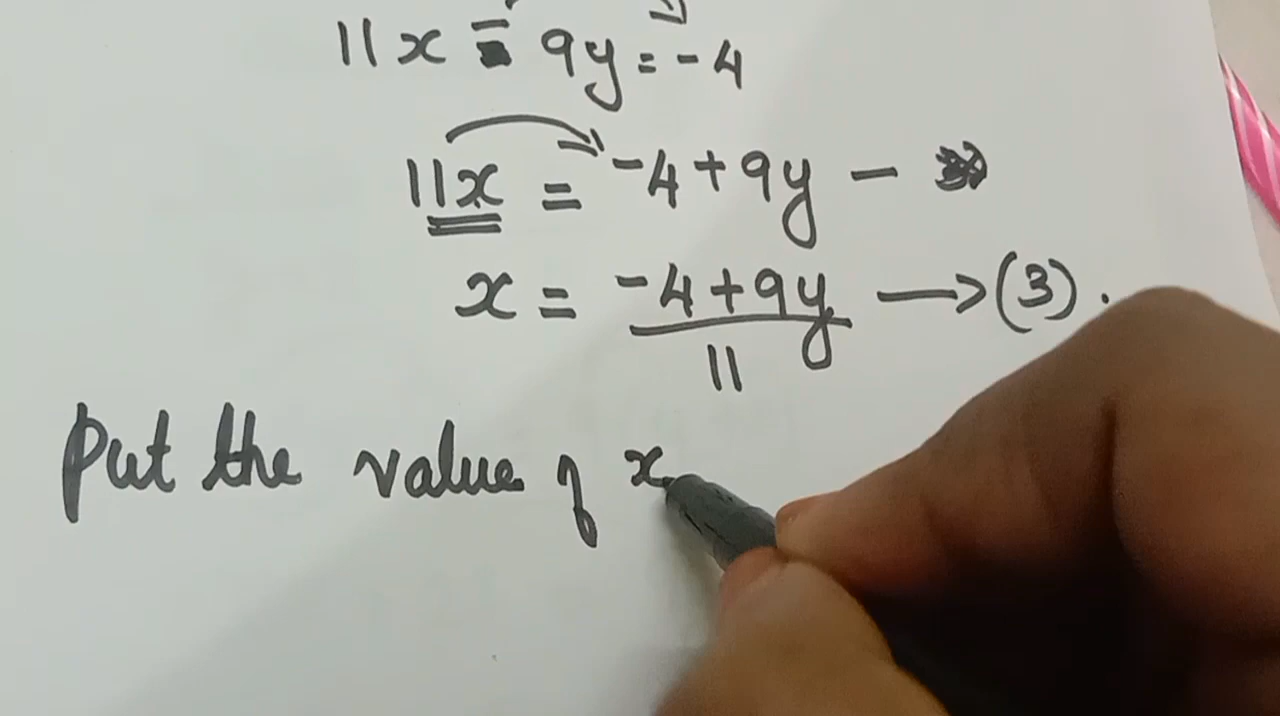 11x - 9y = -4
11x = -4 + 9y -
x = -4 + 9y / 11 → (3).
Put the value of x